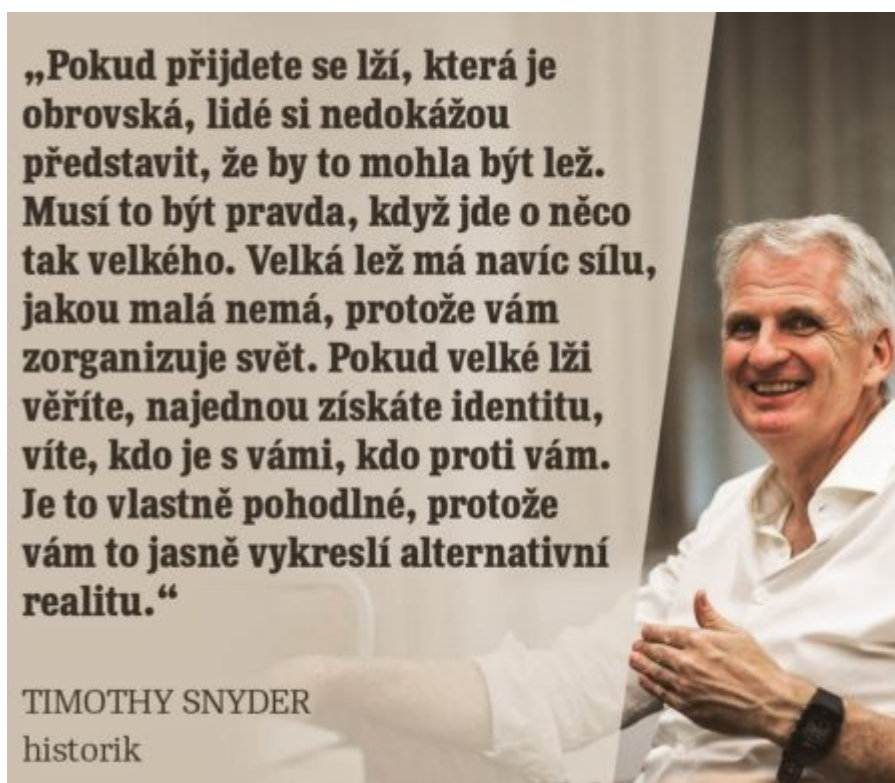 „Pokud přijdete se lží, která je
obrovská, lidé si nedokážou
představit, že by to mohla být lež.
Musí to být pravda, když jde o něco
tak velkého. Velká lež má navíc sílu,
jakou malá nemá, protože vám
zorganizuje svět. Pokud velké lži
věříte, najednou získáte identitu,
víte, kdo je s vámi, kdo proti vám.
Je to vlastně pohodlné, protože
vám to jasně vykreslí alternativní
realitu.“
TIMOTHY SNYDER
historik